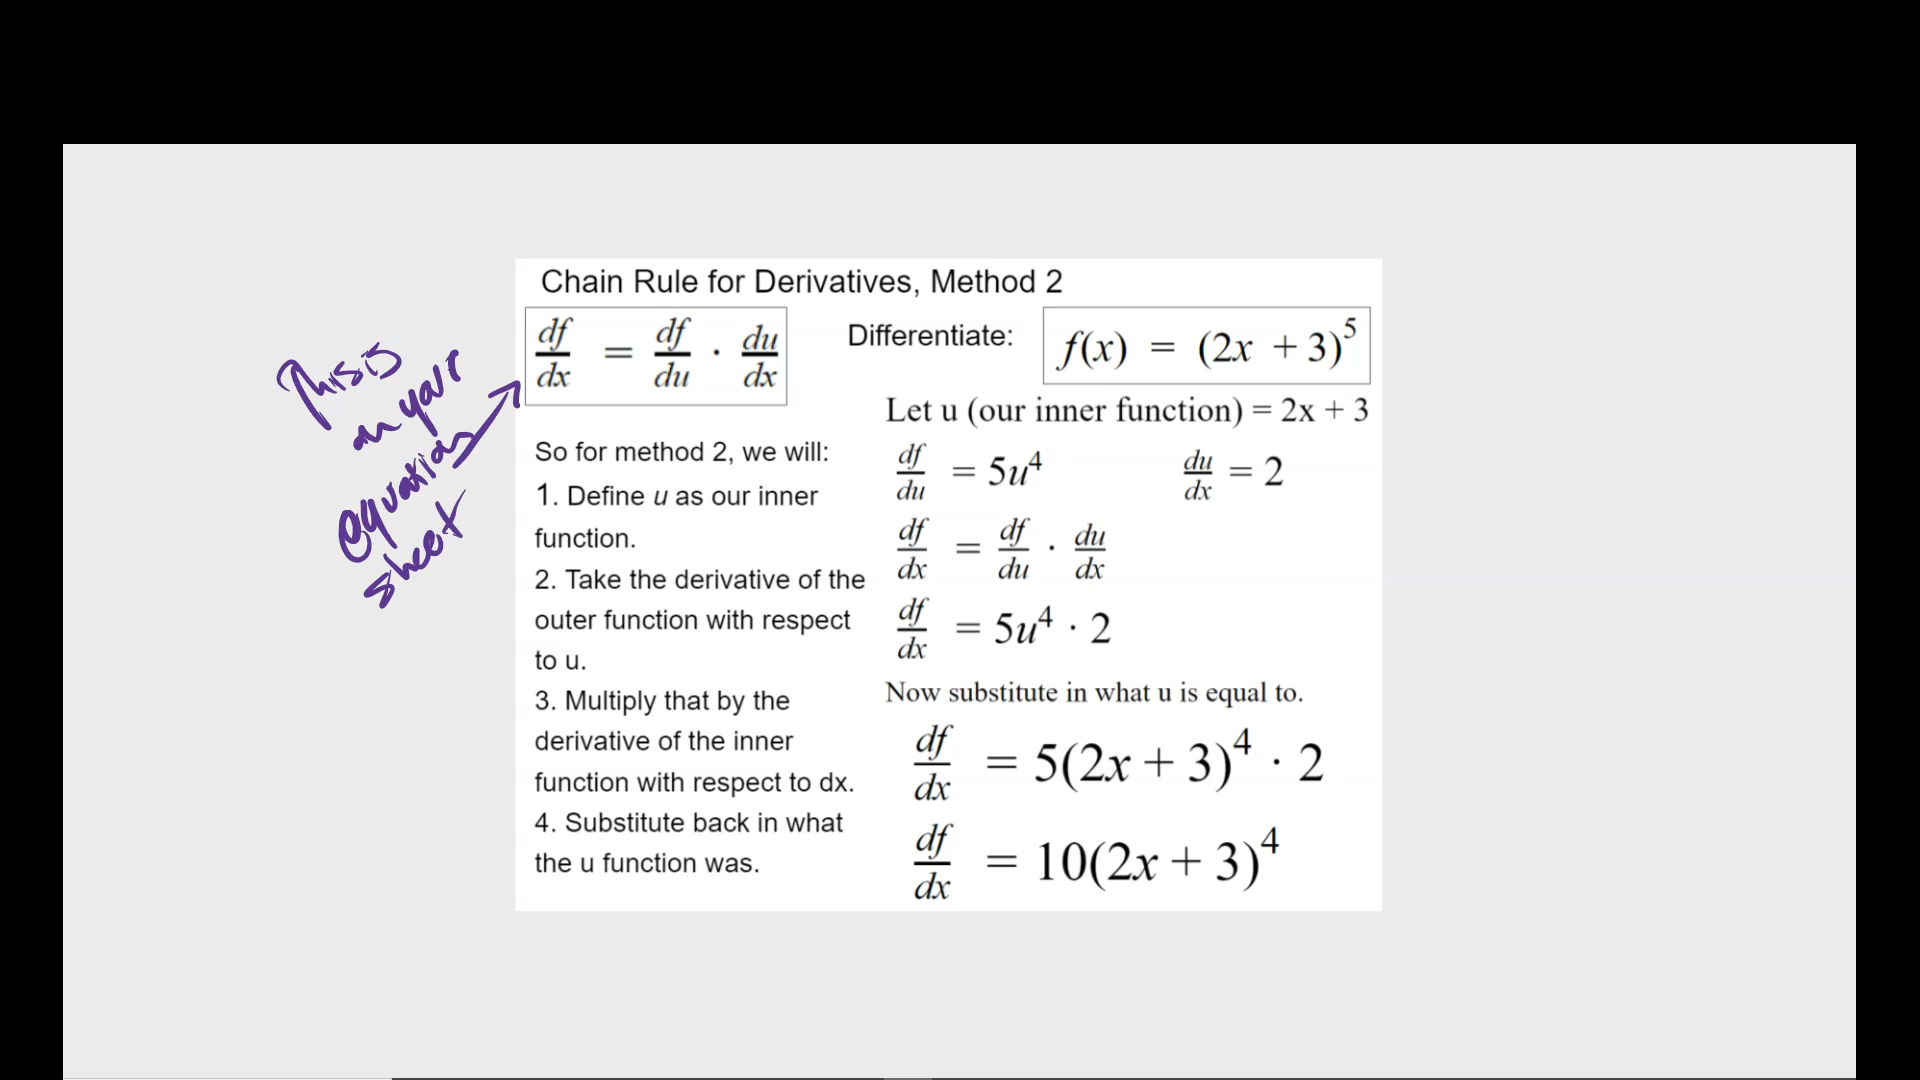 Chain Rule for Derivatives, Method 2
df/dx = df/du · du/dx
Differentiate:
f(x) = (2x + 3)^5
This is
on your
equation
sheet
So for method 2, we will:
1. Define u as our inner
function.
2. Take the derivative of the
outer function with respect
to u.
3. Multiply that by the
derivative of the inner
function with respect to dx.
4. Substitute back in what
the u function was.
Let u (our inner function) = 2x + 3
df/du = 5u^4
du/dx = 2
df/dx = df/du · du/dx
df/dx = 5u^4 · 2
Now substitute in what u is equal to.
df/dx = 5(2x + 3)^4 · 2
df/dx = 10(2x + 3)^4